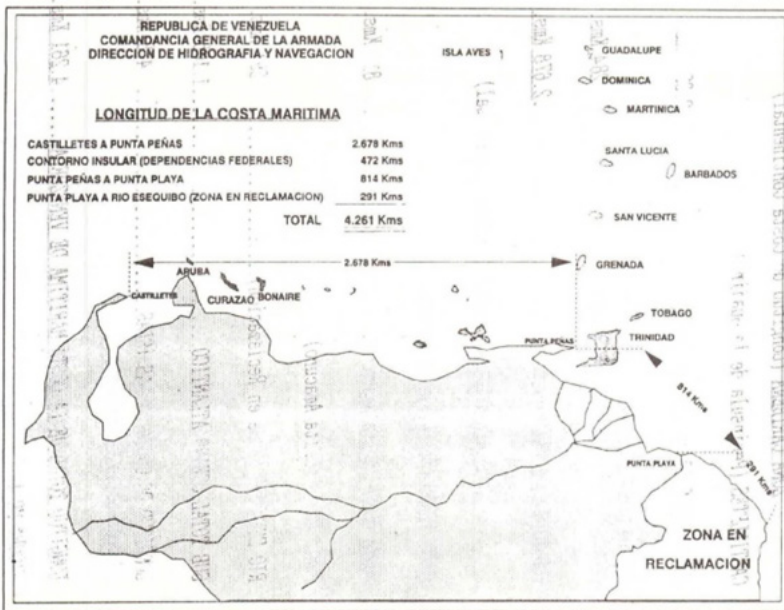 REPUBLICA DE VENEZUELA
COMANDANCIA GENERAL DE LA ARMADA
DIRECCION DE HIDROGRAFIA Y NAVEGACION
LONGITUD DE LA COSTA MARITIMA
CASTILLETES A PUNTA PEÑAS 2.678 Kms
CONTORNO INSULAR (DEPENDENCIAS FEDERALES) 472 Kms
PUNTA PEÑAS A PUNTA PLAYA 814 Kms
PUNTA PLAYA A RIO ESEQUIBO (ZONA EN RECLAMACION) 291 Kms
TOTAL 4.261 Kms
ISLA AVES
GUADALUPE
DOMINICA
MARTINICA
SANTA LUCIA
BARBADOS
SAN VICENTE
GRENADA
2.678 Kms
ARUBA
CASTILLETES
CURAZAO
BONAIRE
TOBAGO
TRINIDAD
PUNTA PEÑAS
814 Kms
PUNTA PLAYA
291 Kms
ZONA EN
RECLAMACION